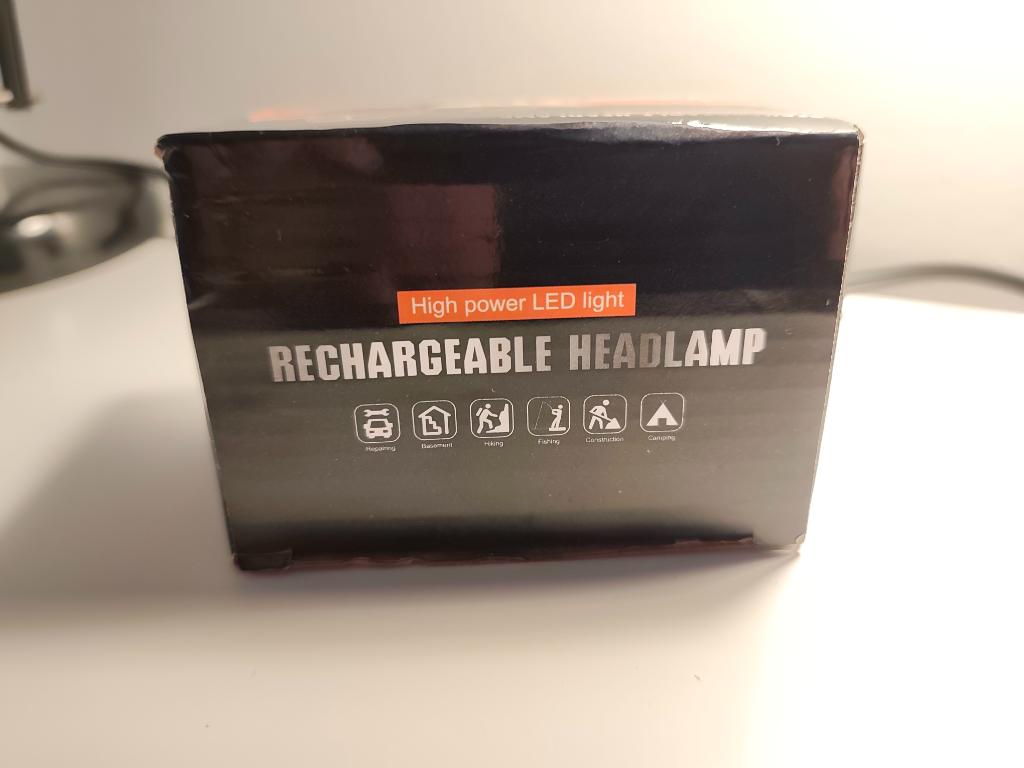 High power LED light
RECHARGEABLE HEADLAMP
Repairing Basement Hiking Fishing Construction Camping